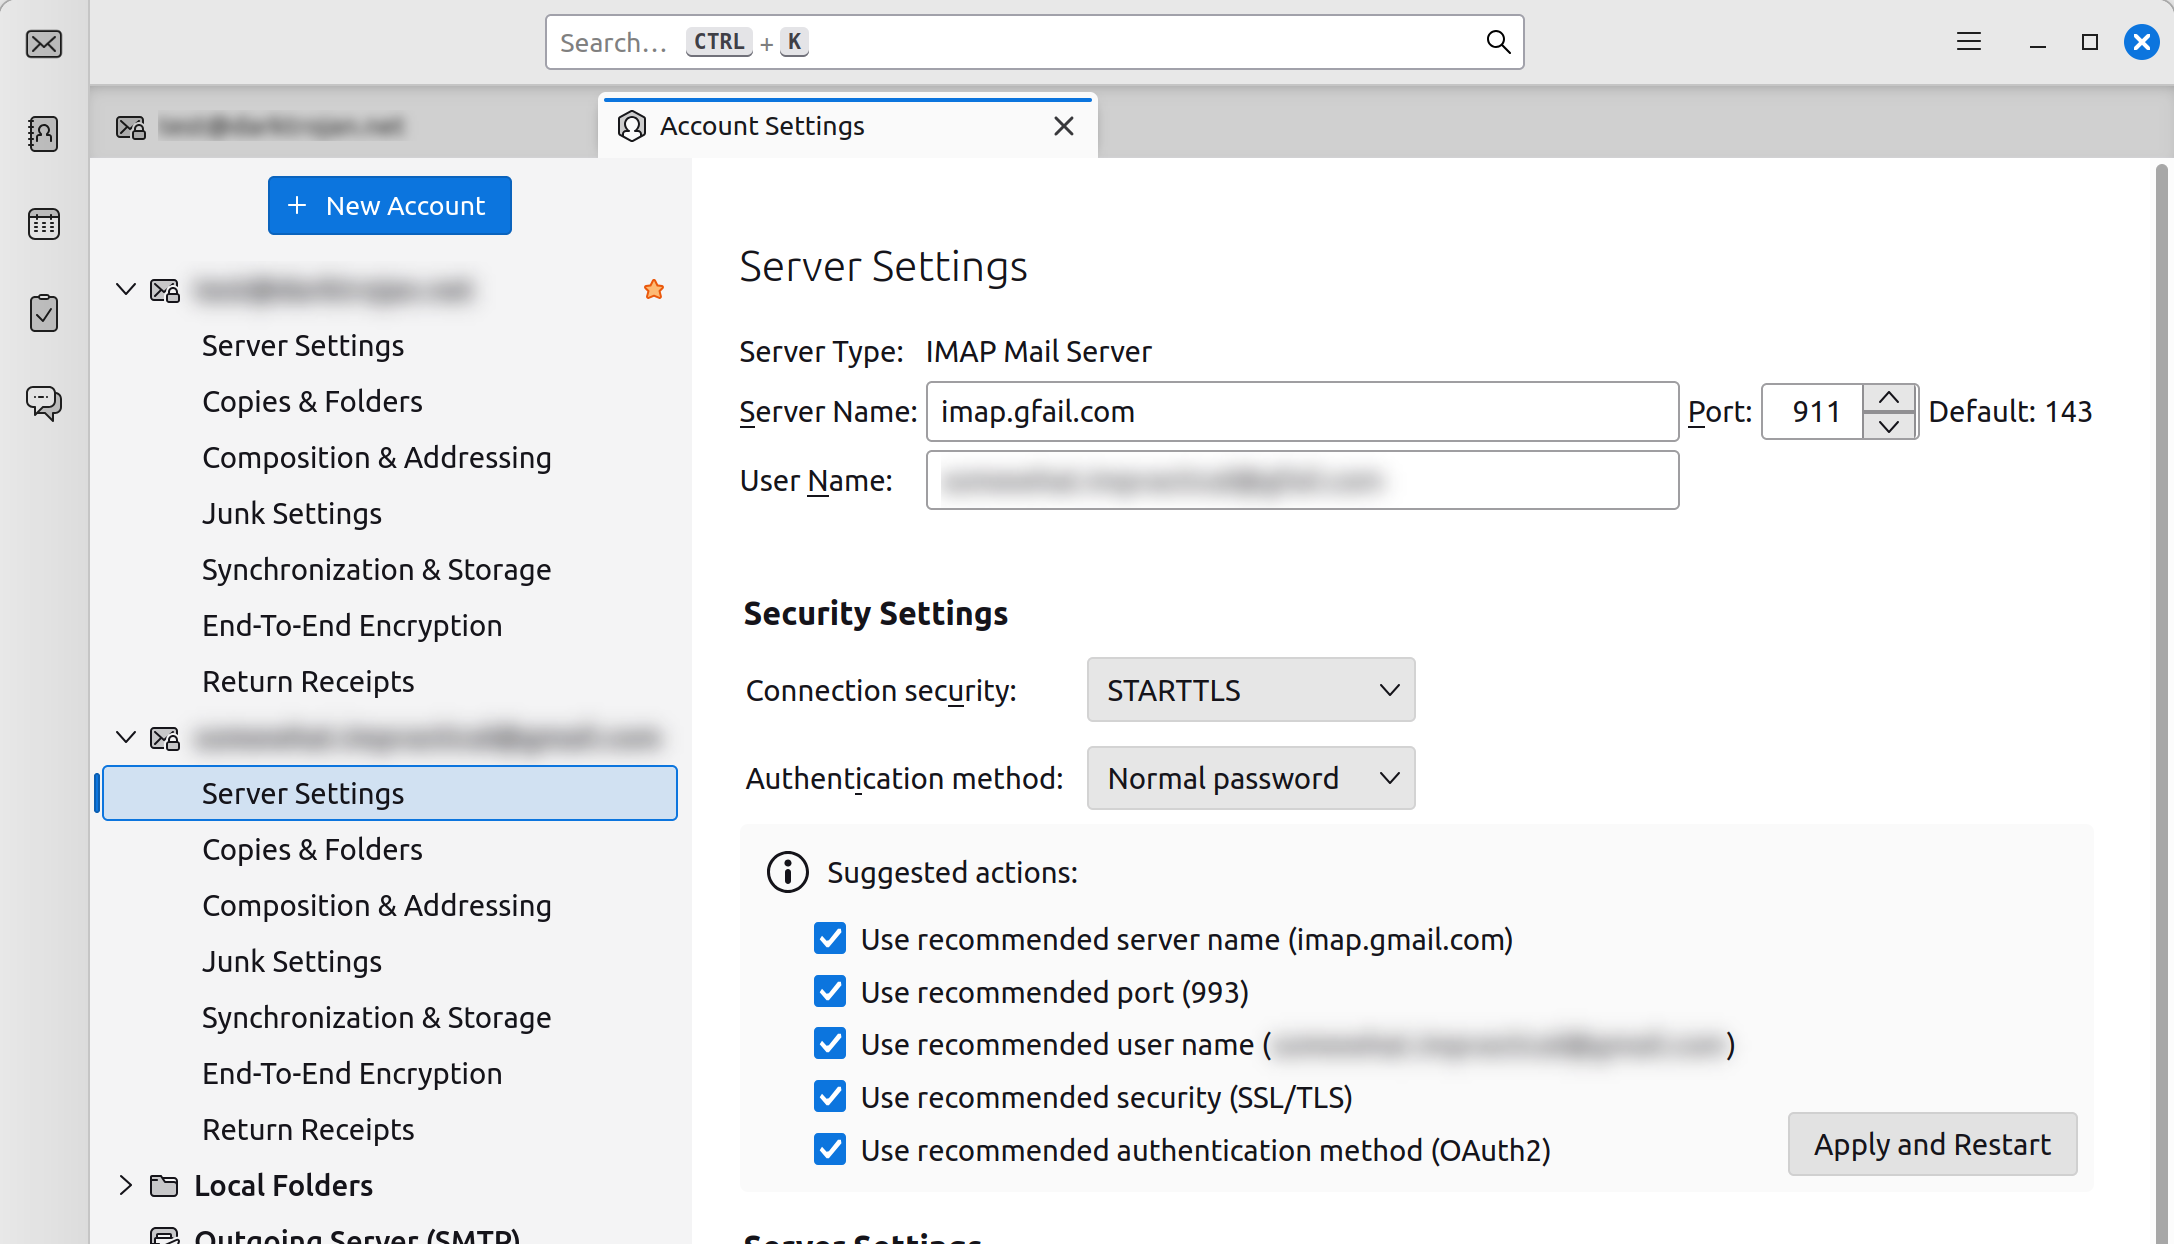 Search... CTRL + K
Account Settings
+ New Account
Server Settings
Copies & Folders
Composition & Addressing
Junk Settings
Synchronization & Storage
End-To-End Encryption
Return Receipts
Server Settings
Copies & Folders
Composition & Addressing
Junk Settings
Synchronization & Storage
End-To-End Encryption
Return Receipts
Local Folders
Outgoing Server (SMTP)
Server Settings
Server Type: IMAP Mail Server
Server Name: imap.gfail.com Port: 911 Default: 143
User Name:
Security Settings
Connection security: STARTTLS
Authentication method: Normal password
Suggested actions:
Use recommended server name (imap.gmail.com)
Use recommended port (993)
Use recommended user name ( )
Use recommended security (SSL/TLS)
Use recommended authentication method (OAuth2)
Apply and Restart
Server Settings